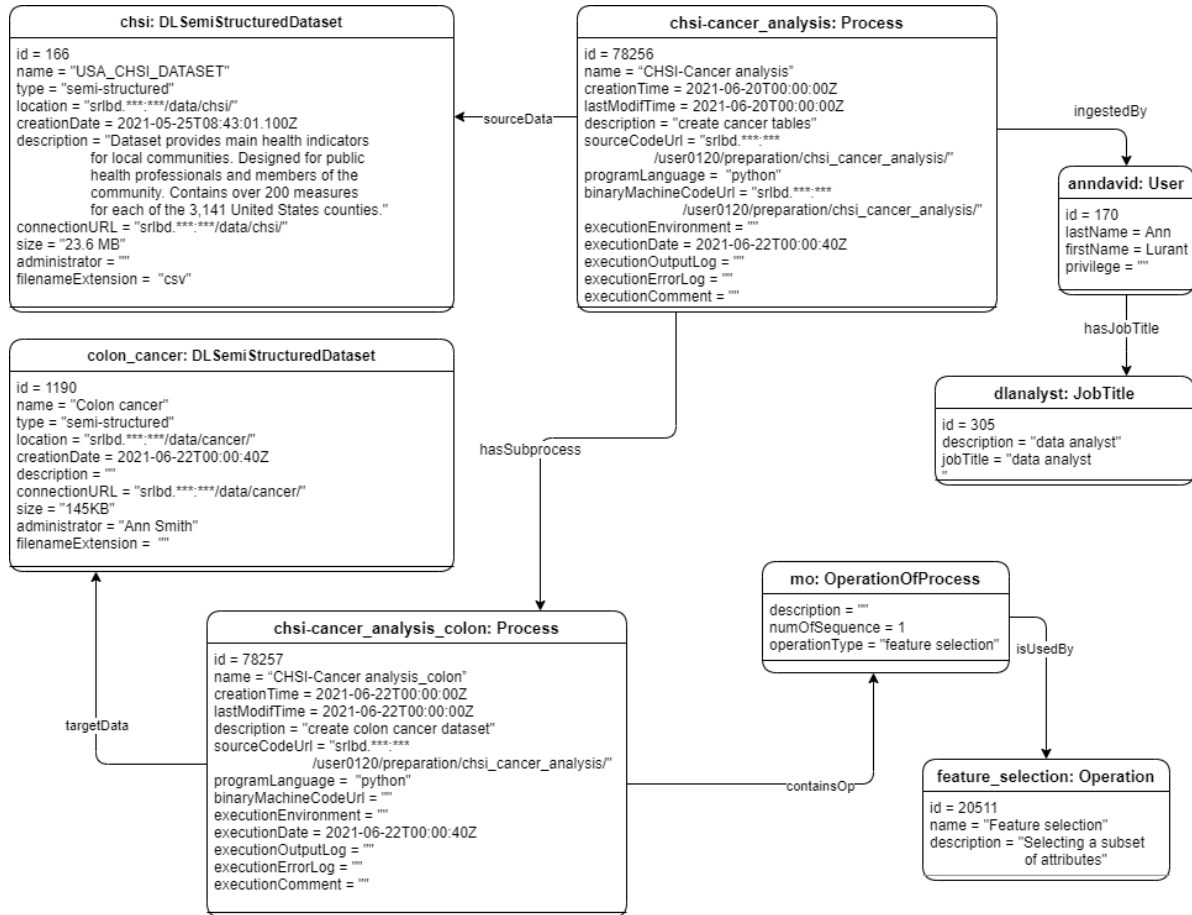 chsi: DLSemiStructuredDataset
id = 166
name = "USA_CHSI_DATASET"
type = "semi-structured"
location = "srlbd.***:***/data/chsi/"
creationDate = 2021-05-25T08:43:01.100Z
description = "Dataset provides main health indicators
for local communities. Designed for public
health professionals and members of the
community. Contains over 200 measures
for each of the 3,141 United States counties."
connectionURL = "srlbd.***:***/data/chsi/"
size = "23.6 MB"
administrator = ""
filenameExtension = "csv"
sourceData
chsi-cancer_analysis: Process
id = 78256
name = “CHSI-Cancer analysis”
creationTime = 2021-06-20T00:00:00Z
lastModifTime = 2021-06-20T00:00:00Z
description = "create cancer tables"
sourceCodeUrl = "srlbd.***:***
/user0120/preparation/chsi_cancer_analysis/"
programLanguage = "python"
binaryMachineCodeUrl = "srlbd.***:***
/user0120/preparation/chsi_cancer_analysis/"
executionEnvironment = ""
executionDate = 2021-06-22T00:00:40Z
executionOutputLog = ""
executionErrorLog = ""
executionComment = ""
ingestedBy
anndavid: User
id = 170
lastName = Ann
firstName = Lurant
privilege = ""
hasJobTitle
dlanalyst: JobTitle
id = 305
description = "data analyst"
jobTitle = "data analyst
"
colon_cancer: DLSemiStructuredDataset
id = 1190
name = "Colon cancer"
type = "semi-structured"
location = "srlbd.***:***/data/cancer/"
creationDate = 2021-06-22T00:00:40Z
description = ""
connectionURL = "srlbd.***:***/data/cancer/"
size = "145KB"
administrator = "Ann Smith"
filenameExtension = ""
hasSubprocess
targetData
chsi-cancer_analysis_colon: Process
id = 78257
name = “CHSI-Cancer analysis_colon”
creationTime = 2021-06-22T00:00:00Z
lastModifTime = 2021-06-22T00:00:00Z
description = "create colon cancer dataset"
sourceCodeUrl = "srlbd.***:***
/user0120/preparation/chsi_cancer_analysis/"
programLanguage = "python"
binaryMachineCodeUrl = ""
executionEnvironment = ""
executionDate = 2021-06-22T00:00:40Z
executionOutputLog = ""
executionErrorLog = ""
executionComment = ""
containsOp
mo: OperationOfProcess
description = ""
numOfSequence = 1
operationType = "feature selection"
isUsedBy
feature_selection: Operation
id = 20511
name = "Feature selection"
description = "Selecting a subset
of attributes"